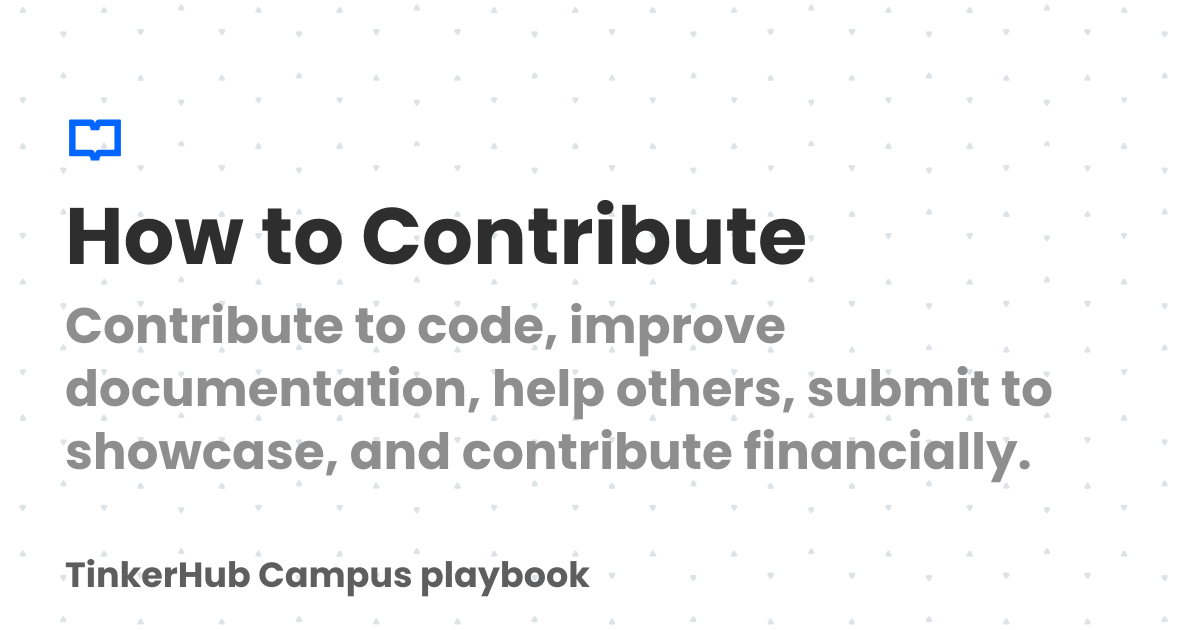 How to Contribute
Contribute to code, improve
documentation, help others, submit to
showcase, and contribute financially.
TinkerHub Campus playbook